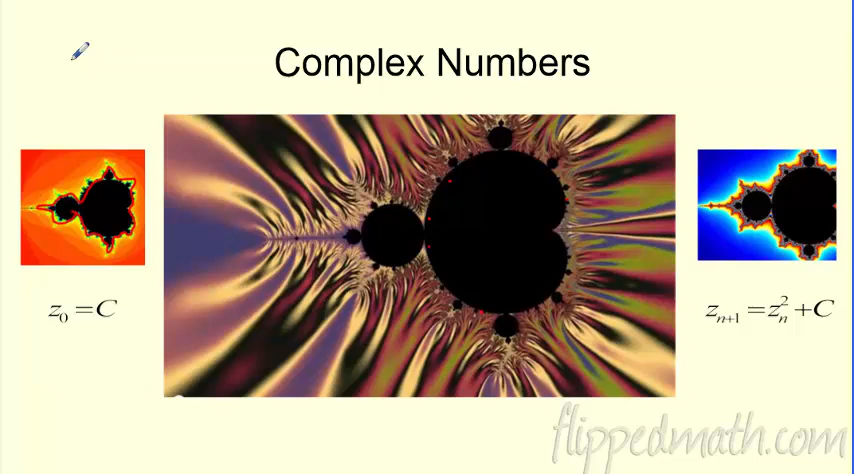 Complex Numbers
z₀ = C
zₙ₊₁ = zₙ² + C
flippedmath.com